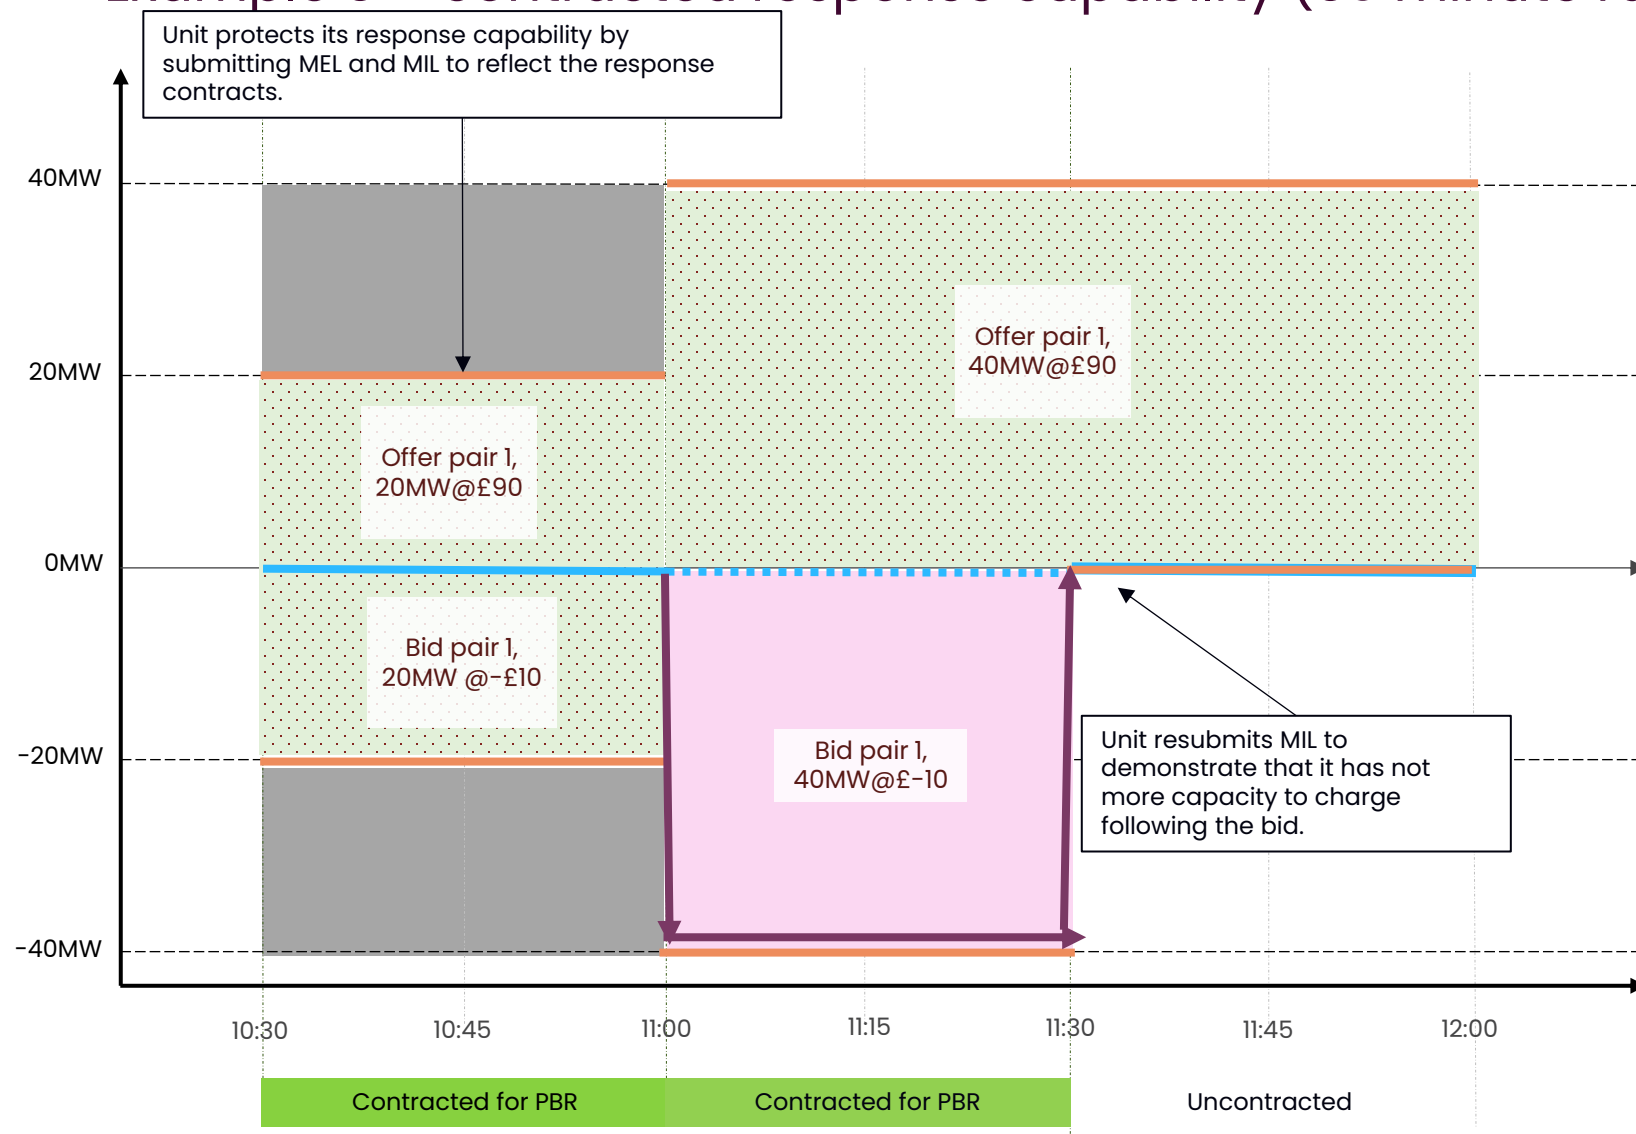 Unit protects its response capability by
submitting MEL and MIL to reflect the response
contracts.
40MW
20MW
0MW
-20MW
-40MW
Offer pair 1,
40MW@£90
Offer pair 1,
20MW@£90
Bid pair 1,
20MW @-£10
Bid pair 1,
40MW@£-10
Unit resubmits MIL to
demonstrate that it has not
more capacity to charge
following the bid.
10:30
10:45
11:00
11:15
11:30
11:45
12:00
Contracted for PBR
Contracted for PBR
Uncontracted